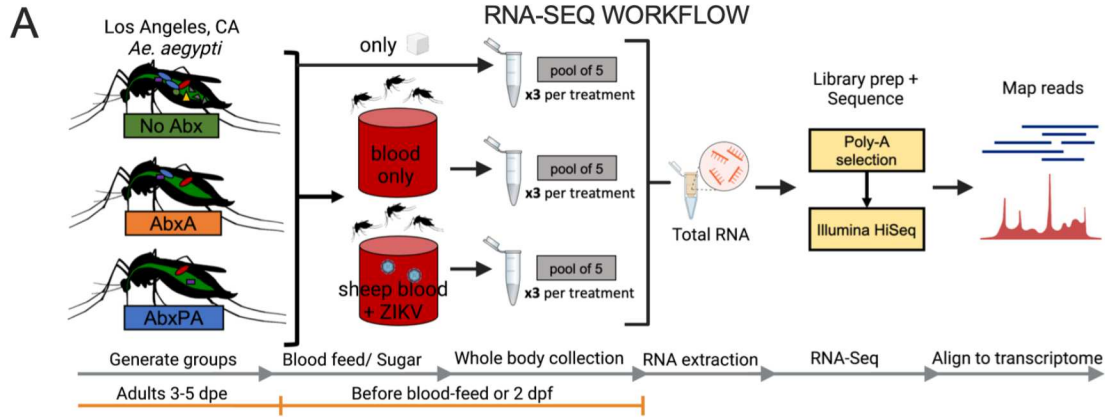 A
RNA-SEQ WORKFLOW
Los Angeles, CA
Ae. aegypti
No Abx
AbxA
AbxPA
only
blood
only
sheep blood
+ ZIKV
pool of 5
x3 per treatment
pool of 5
x3 per treatment
pool of 5
x3 per treatment
Total RNA
Library prep +
Sequence
Poly-A
selection
Illumina HiSeq
Map reads
Generate groups
Blood feed/ Sugar
Whole body collection
RNA extraction
RNA-Seq
Align to transcriptome
Adults 3-5 dpe
Before blood-feed or 2 dpf